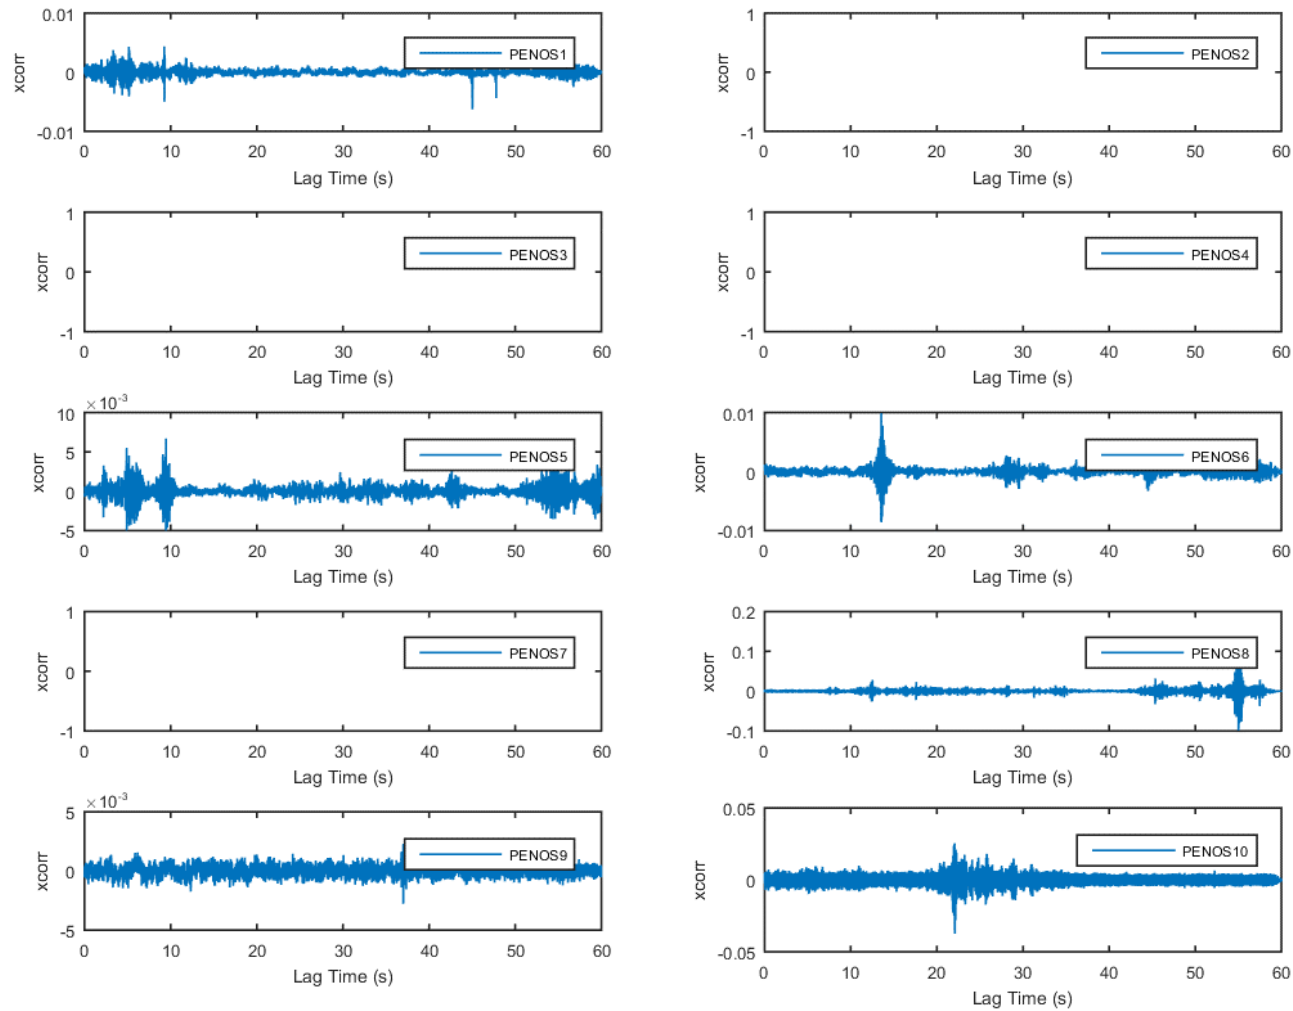 0.01
0
-0.01
xcorr
PENOS1
0 10 20 30 40 50 60
Lag Time (s)
1
0
-1
xcorr
PENOS2
0 10 20 30 40 50 60
Lag Time (s)
1
0
-1
xcorr
PENOS3
0 10 20 30 40 50 60
Lag Time (s)
1
0
-1
xcorr
PENOS4
0 10 20 30 40 50 60
Lag Time (s)
×10⁻³
10
5
0
-5
xcorr
PENOS5
0 10 20 30 40 50 60
Lag Time (s)
0.01
0
-0.01
xcorr
PENOS6
0 10 20 30 40 50 60
Lag Time (s)
1
0
-1
xcorr
PENOS7
0 10 20 30 40 50 60
Lag Time (s)
0.2
0.1
0
-0.1
xcorr
PENOS8
0 10 20 30 40 50 60
Lag Time (s)
×10⁻³
5
0
-5
xcorr
PENOS9
0 10 20 30 40 50 60
Lag Time (s)
0.05
0
-0.05
xcorr
PENOS10
0 10 20 30 40 50 60
Lag Time (s)